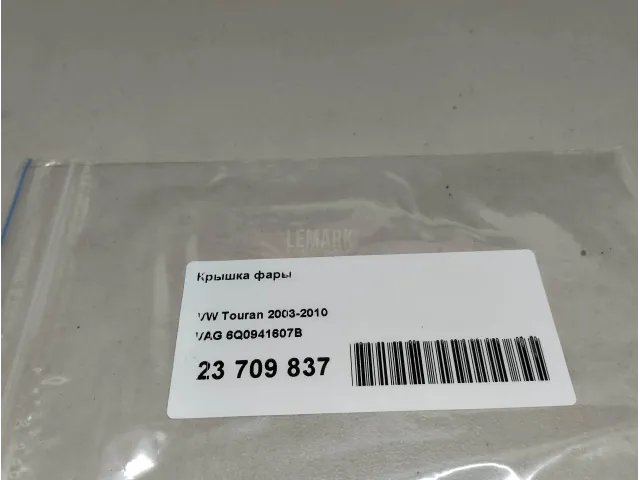 LEMARK
Крышка фары
VW Touran 2003-2010
VAG 6Q0941607B
23 709 837